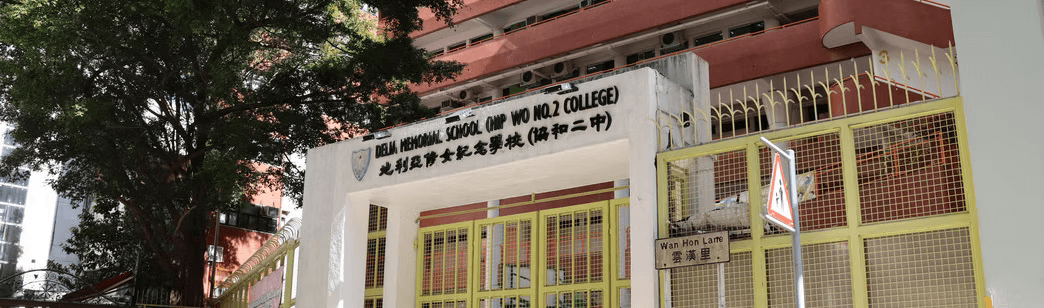 DELIA MEMORIAL SCHOOL (HIP WO NO.2 COLLEGE)
地利亞修女紀念學校(協和二中)
Wan Hon Lane
雲漢里